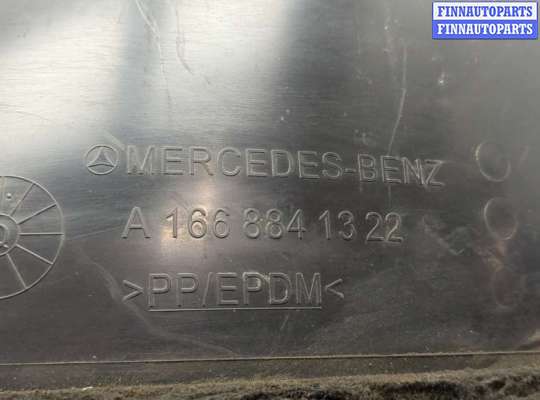 FINNAUTOPARTS
FINNAUTOPARTS
MERCEDES-BENZ
A 166 884 13 22
>PP/EPDM<